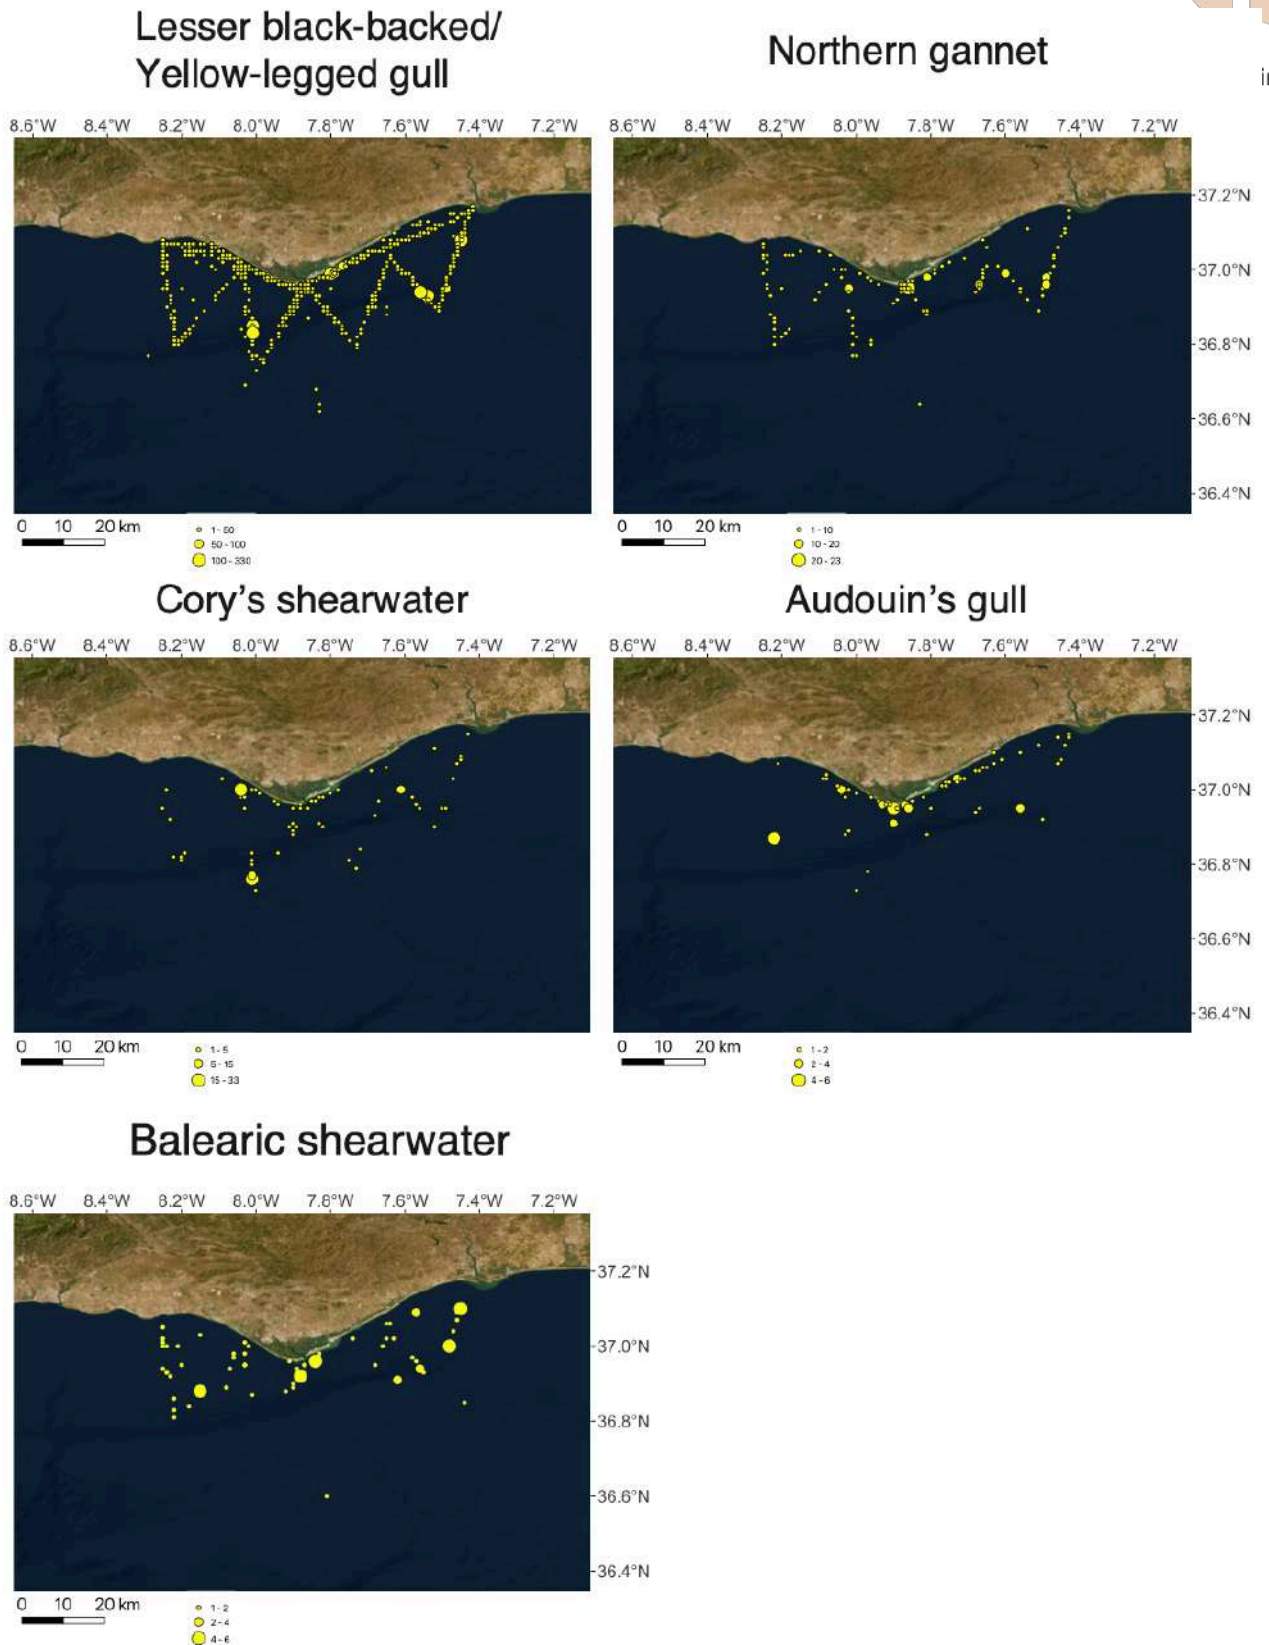 Lesser black-backed/
Yellow-legged gull
Northern gannet
in
8.6°W 8.4°W 8.2°W 8.0°W 7.8°W 7.6°W 7.4°W 7.2°W
8.6°W 8.4°W 8.2°W 8.0°W 7.8°W 7.6°W 7.4°W 7.2°W
37.2°N
37.0°N
36.8°N
36.6°N
36.4°N
0 10 20 km
1 - 50
50 - 100
100 - 330
0 10 20 km
1 - 10
10 - 20
20 - 23
Cory's shearwater
Audouin's gull
8.6°W 8.4°W 8.2°W 8.0°W 7.8°W 7.6°W 7.4°W 7.2°W
8.6°W 8.4°W 8.2°W 8.0°W 7.8°W 7.6°W 7.4°W 7.2°W
37.2°N
37.0°N
36.8°N
36.6°N
36.4°N
0 10 20 km
1 - 5
5 - 15
15 - 33
0 10 20 km
1 - 2
2 - 4
4 - 6
Balearic shearwater
8.6°W 8.4°W 8.2°W 8.0°W 7.8°W 7.6°W 7.4°W 7.2°W
37.2°N
37.0°N
36.8°N
36.6°N
36.4°N
0 10 20 km
1 - 2
2 - 4
4 - 6